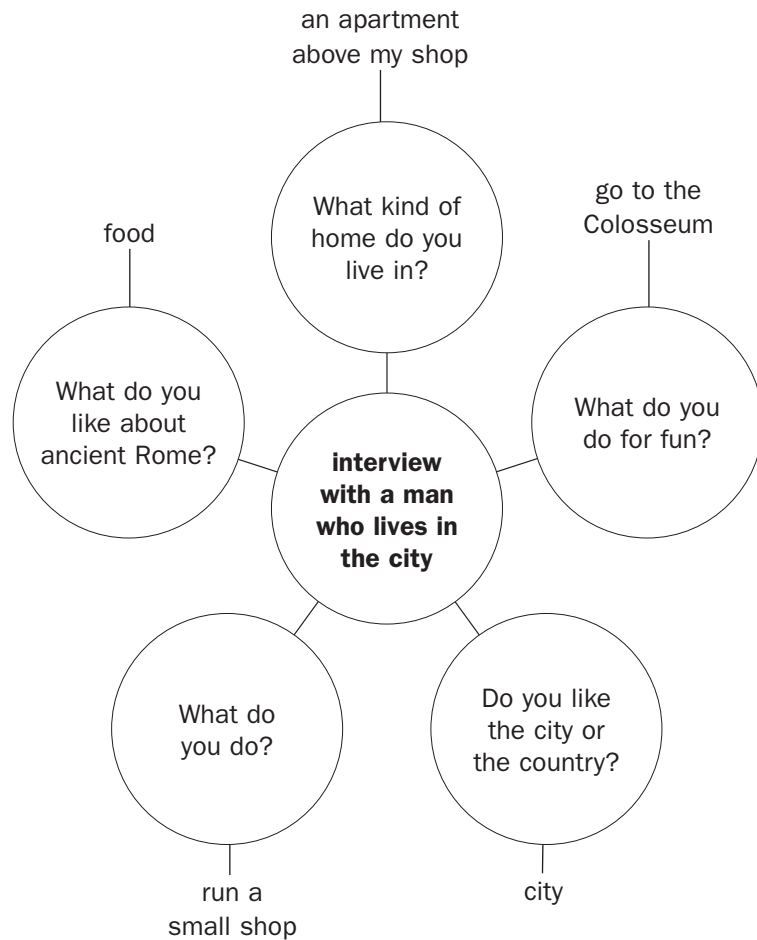 an apartment
above my shop
What kind of
home do you
live in?
go to the
Colosseum
What do you
do for fun?
food
What do you
like about
ancient Rome?
interview
with a man
who lives in
the city
What do
you do?
run a
small shop
Do you like
the city or
the country?
city